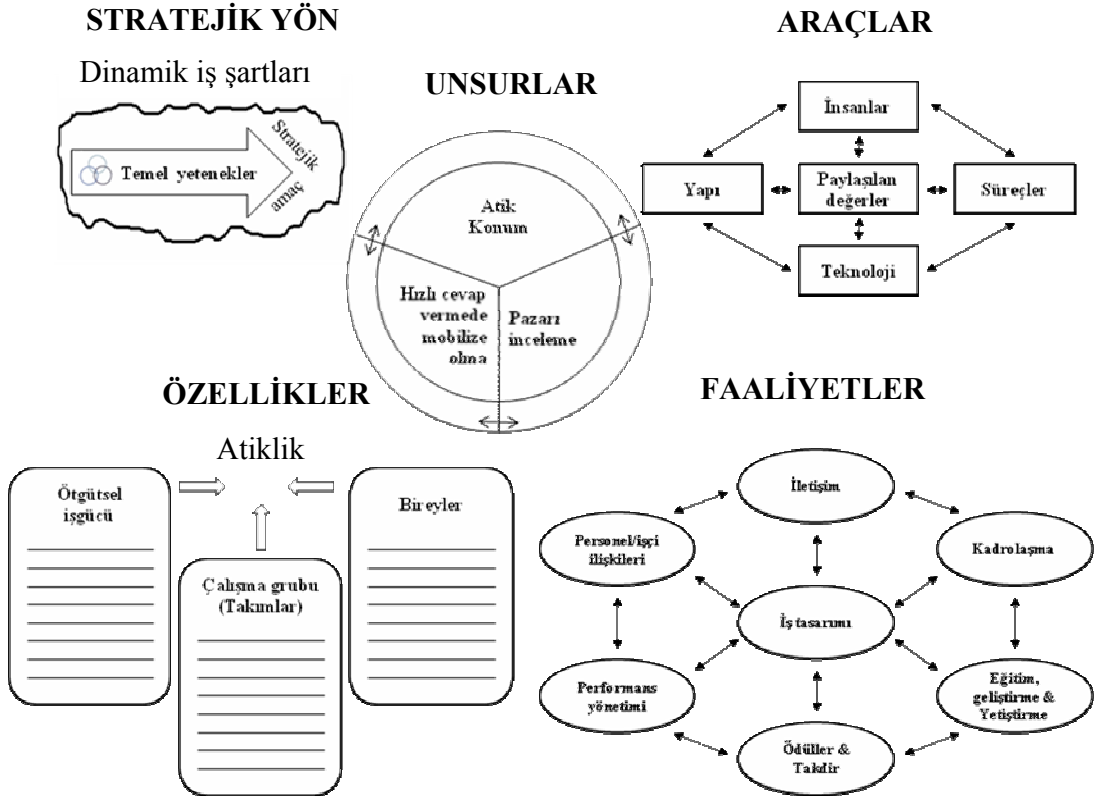 STRATEJİK YÖN
Dinamik iş şartları
Temel yetenekler
Stratejik
amaç
UNSURLAR
Atik
Konum
Hızlı cevap
vermede
mobilize
olma
Pazarı
inceleme
ARAÇLAR
İnsanlar
Yapı
Paylaşılan
değerler
Süreçler
Teknoloji
ÖZELLİKLER
Atiklik
Ötgütsel
işgücü
Çalışma grubu
(Takımlar)
Bireyler
FAALİYETLER
İletişim
Personel/işçi
ilişkileri
Kadrolaşma
İş tasarımı
Performans
yönetimi
Eğitim,
geliştirme &
Yetiştirme
Ödüller &
Takdir